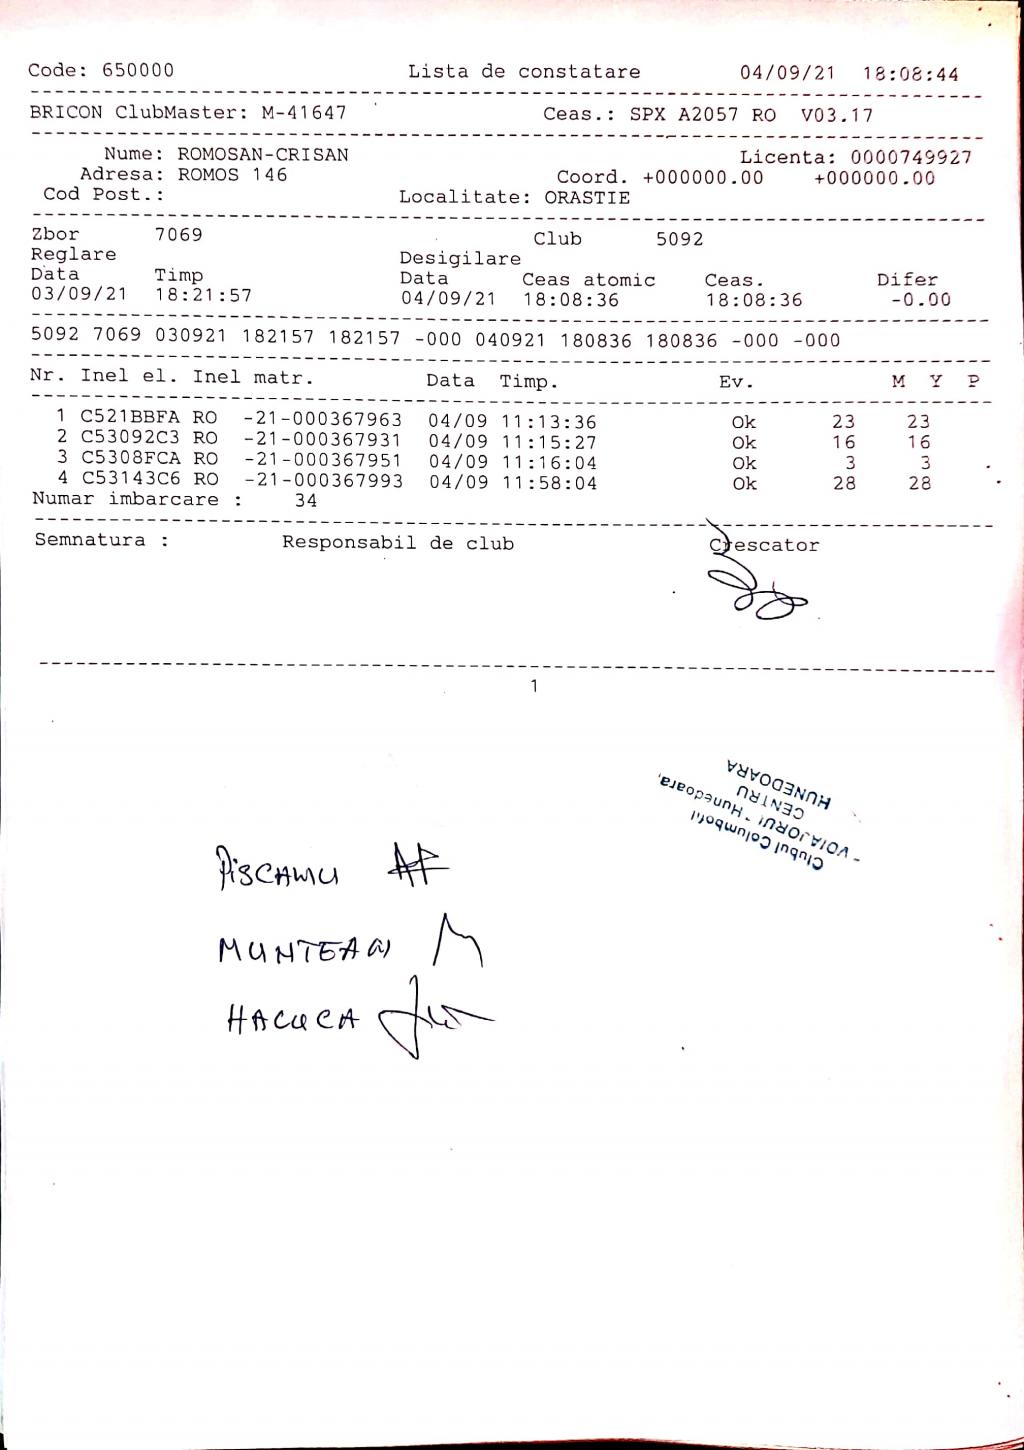 Code: 650000 Lista de constatare 04/09/21 18:08:44
BRICON ClubMaster: M-41647 Ceas.: SPX A2057 RO V03.17
Nume: ROMOSAN-CRISAN Licenta: 0000749927
Adresa: ROMOS 146 Coord. +000000.00 +000000.00
Cod Post.: Localitate: ORASTIE
Zbor 7069 Club 5092
Reglare Desigilare
Data Timp Data Ceas atomic Ceas. Difer
03/09/21 18:21:57 04/09/21 18:08:36 18:08:36 -0.00
5092 7069 030921 182157 182157 -000 040921 180836 180836 -000 -000
Nr. Inel el. Inel matr. Data Timp. Ev. M Y P
1 C521BBFA RO -21-000367963 04/09 11:13:36 Ok 23 23
2 C53092C3 RO -21-000367931 04/09 11:15:27 Ok 16 16
3 C5308FCA RO -21-000367951 04/09 11:16:04 Ok 3 3
4 C53143C6 RO -21-000367993 04/09 11:58:04 Ok 28 28
Numar imbarcare : 34
Semnatura : Responsabil de club Crescator
1
Clubul Columbofil
- VOIAJORUL - Hunedoara,
CENTRU
HUNEDOARA
MUNTEAN
HACUCA